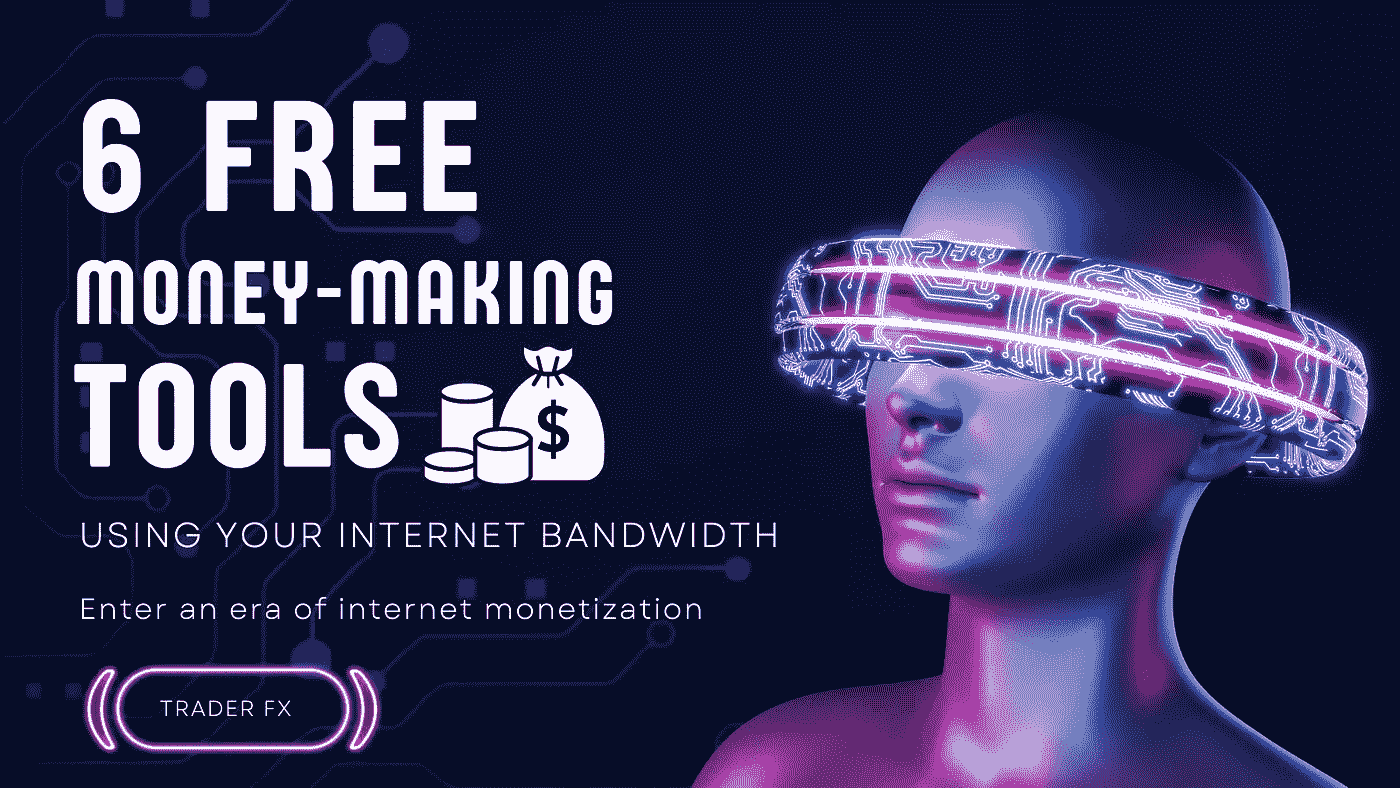 6 FREE
MONEY-MAKING
TOOLS
$
USING YOUR INTERNET BANDWIDTH
Enter an era of internet monetization
TRADER FX